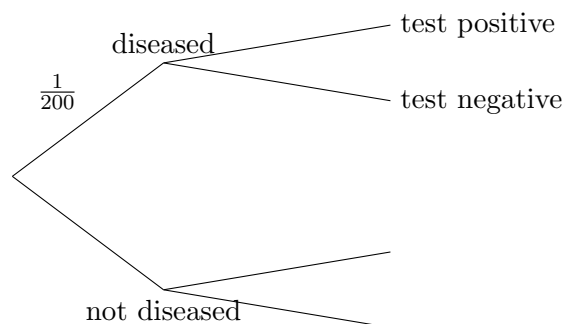 test positive
diseased
1/200
test negative
not diseased